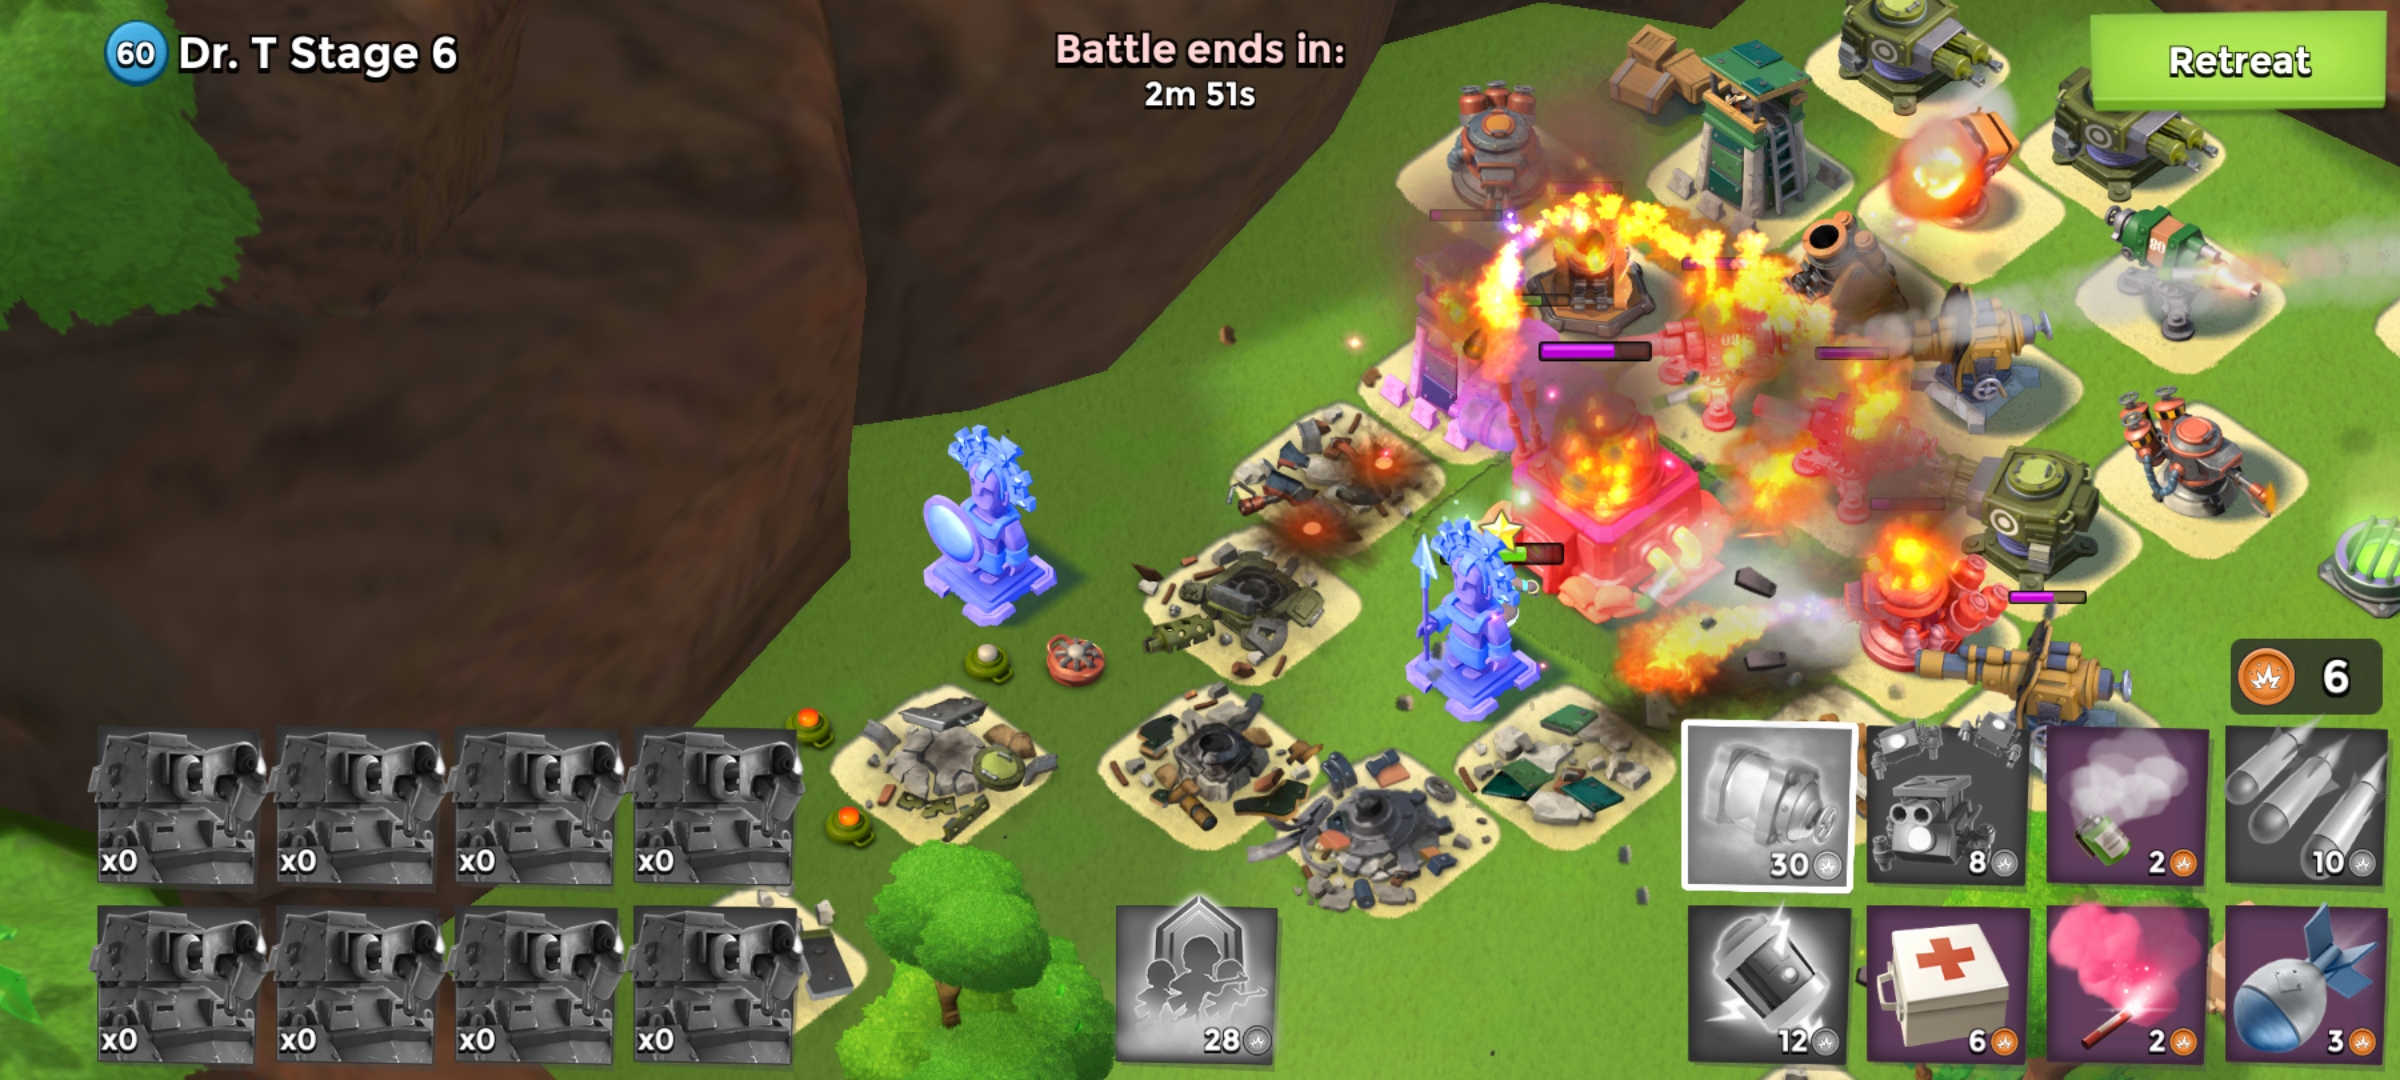 60 Dr. T Stage 6
Battle ends in:
2m 51s
Retreat
80
6
x0 x0 x0 x0
30 8 2 10
x0 x0 x0 x0
28
12 6 2 3